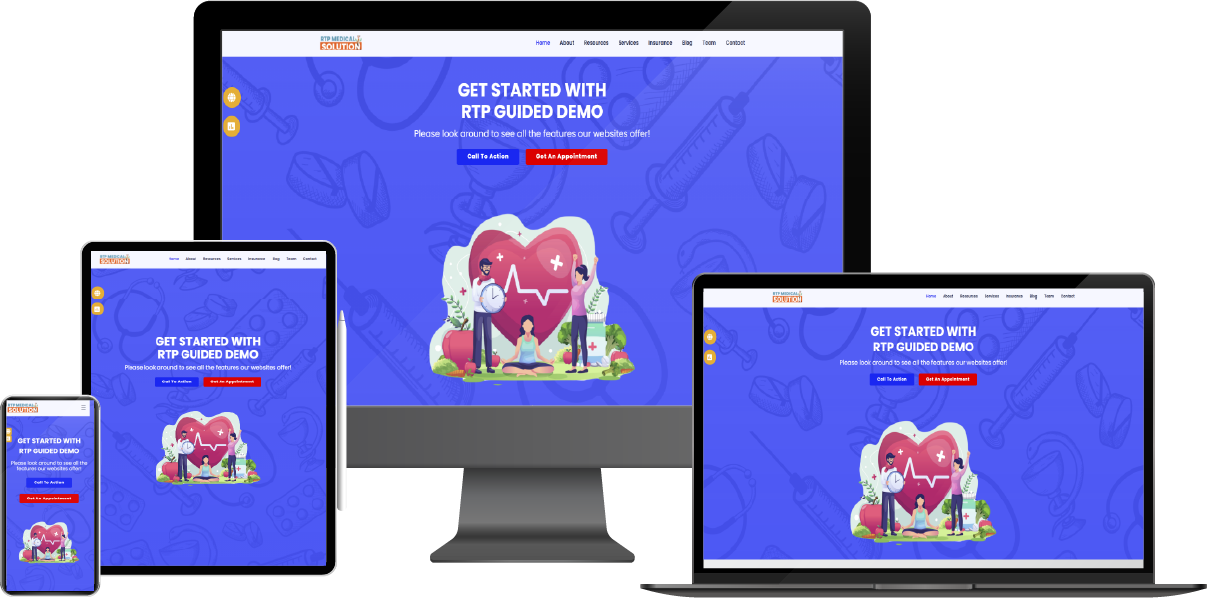 RTP MEDICAL
SOLUTION
Home About Resources Services Insurance Blog Team Contact
GET STARTED WITH
RTP GUIDED DEMO
Please look around to see all the features our websites offer!
Call To Action Get An Appointment
RTP MEDICAL
SOLUTION
Home About Resources Services Insurance Blog Team Contact
GET STARTED WITH
RTP GUIDED DEMO
Please look around to see all the features our websites offer!
Call To Action Get An Appointment
RTP MEDICAL
SOLUTION
Home About Resources Services Insurance Blog Team Contact
GET STARTED WITH
RTP GUIDED DEMO
Please look around to see all the features our websites offer!
Call To Action Get An Appointment
RTP MEDICAL
SOLUTION
GET STARTED WITH
RTP GUIDED DEMO
Please look around to see all the
features our websites offer!
Call To Action
Get An Appointment